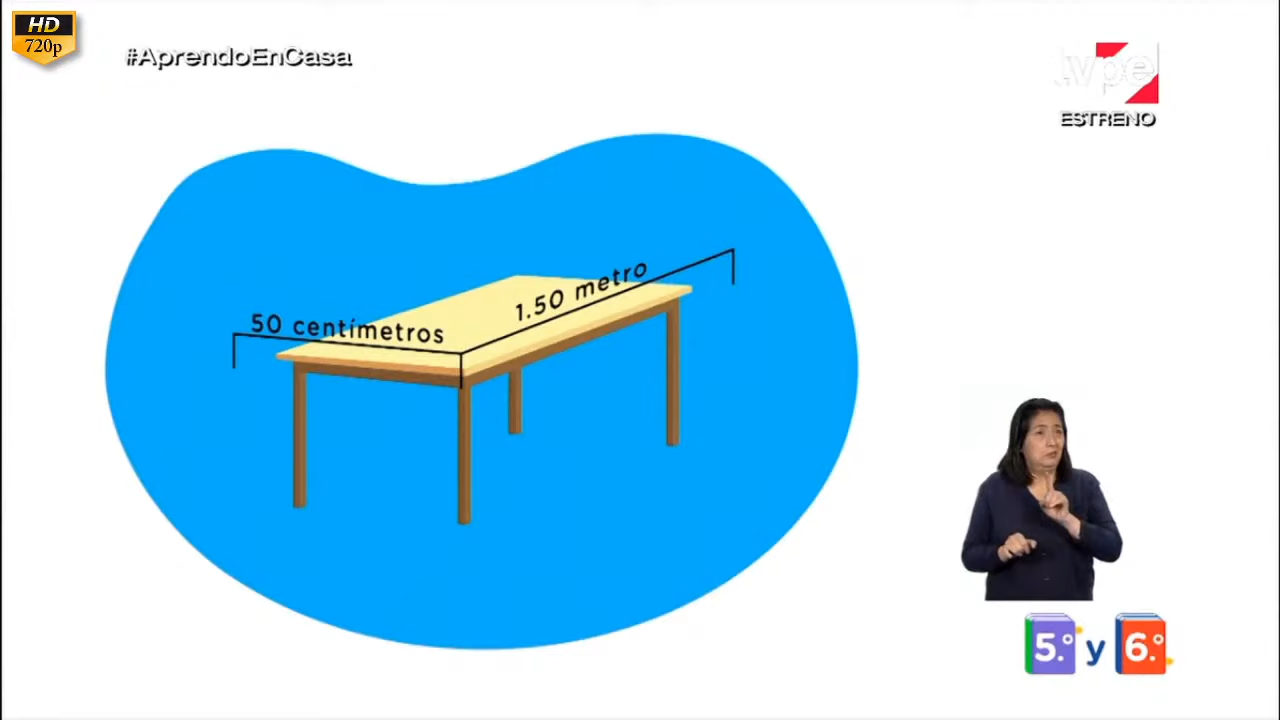 HD
720p
#AprendoEnCasa
tvpe
ESTRENO
1.50 metro
50 centímetros
5.° y 6.°